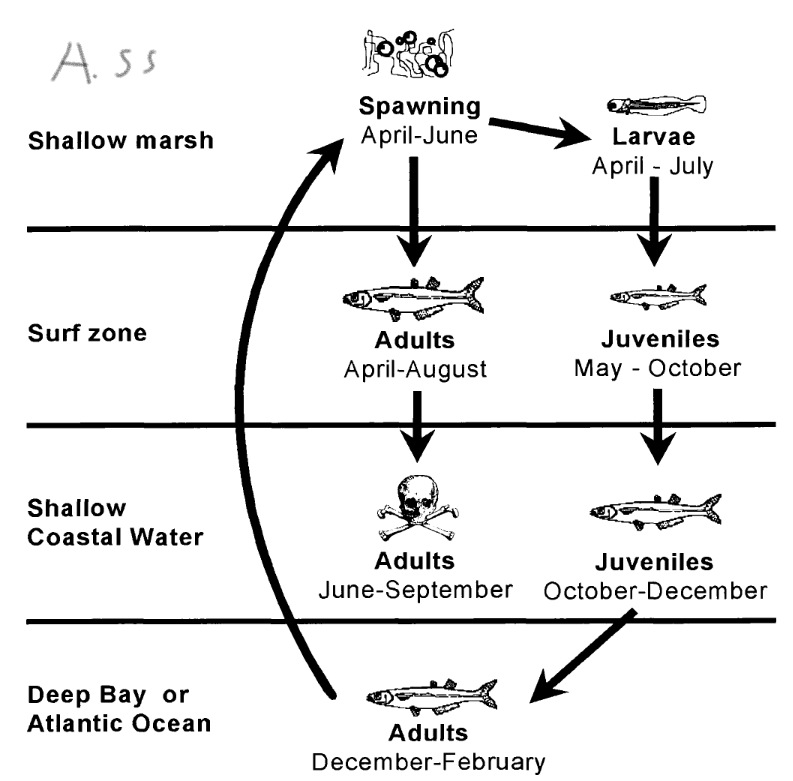 A. SS
Spawning
April-June
Larvae
April - July
Shallow marsh
Surf zone
Adults
April-August
Juveniles
May - October
Shallow
Coastal Water
Adults
June-September
Juveniles
October-December
Deep Bay or
Atlantic Ocean
Adults
December-February